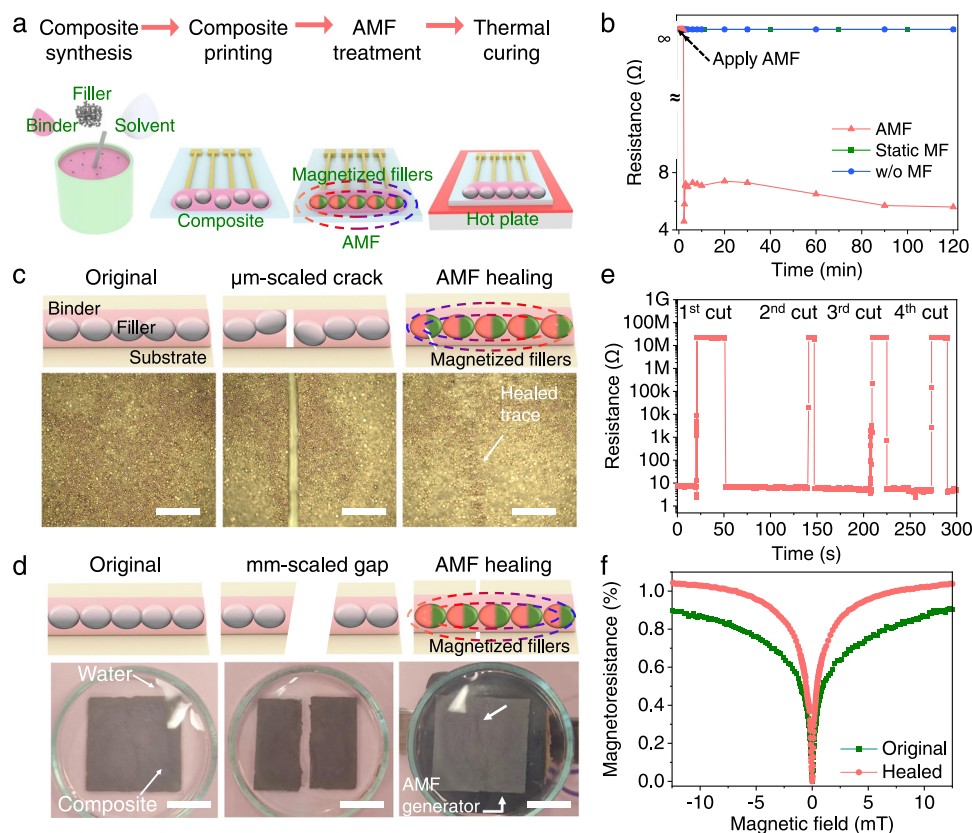 a
Composite synthesis
Composite printing
AMF treatment
Thermal curing
Filler
Binder
Solvent
Composite
Magnetized fillers
AMF
Hot plate
b
Resistance (Ω)
∞
≈
8
4
Apply AMF
AMF
Static MF
w/o MF
0 20 40 60 80 100 120
Time (min)
c
Original
μm-scaled crack
AMF healing
Binder
Filler
Substrate
Magnetized fillers
Healed trace
d
Original
mm-scaled gap
AMF healing
Magnetized fillers
Water
Composite
AMF generator
e
Resistance (Ω)
1G
100M
10M
1M
100k
10k
1k
100
10
1
1st cut 2nd cut 3rd cut 4th cut
0 50 100 150 200 250 300
Time (s)
f
Magnetoresistance (%)
1.0
0.8
0.6
0.4
0.2
0.0
Original
Healed
-10 -5 0 5 10
Magnetic field (mT)